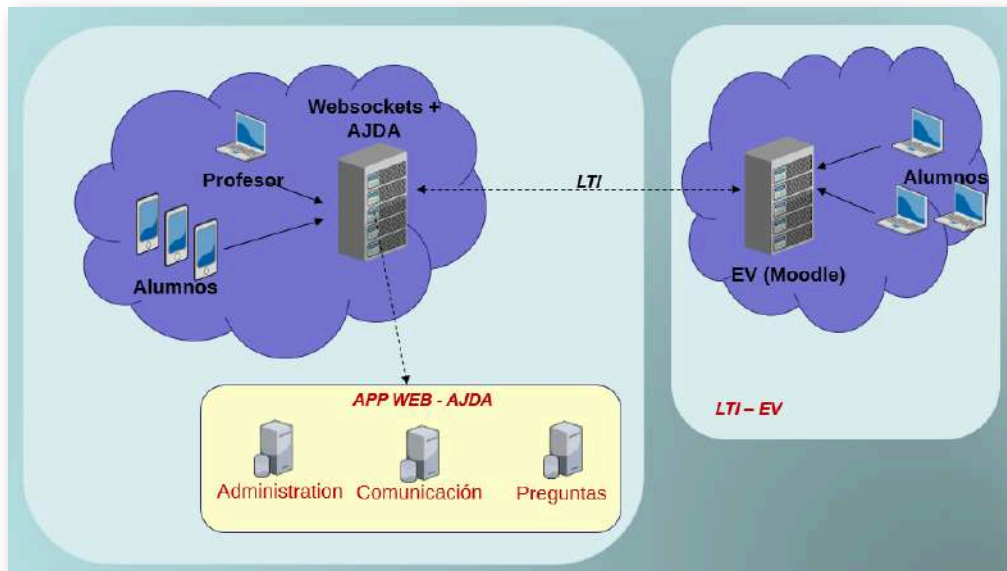 Websockets +
AJDA
Profesor
Alumnos
LTI
Alumnos
EV (Moodle)
APP WEB - AJDA
Administration
Comunicación
Preguntas
LTI – EV